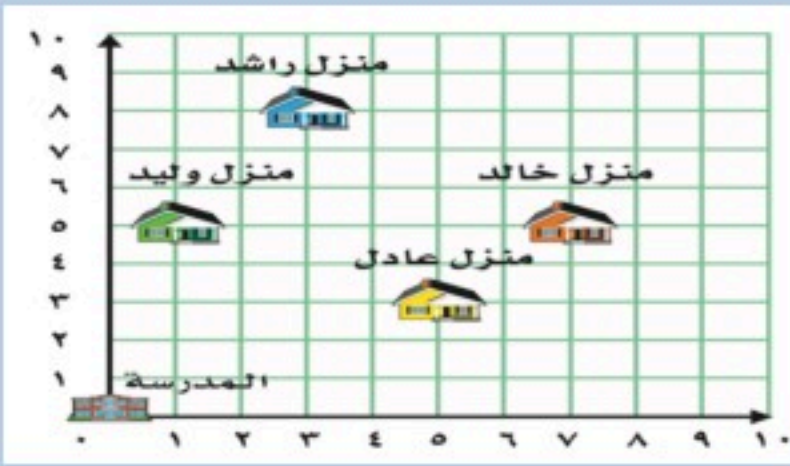 ١٠
٩
منزل راشد
٨
٧
منزل وليد
منزل خالد
٦
٥
منزل عادل
٤
٣
٢
١
المدرسة
٠ ١ ٢ ٣ ٤ ٥ ٦ ٧ ٨ ٩ ١٠